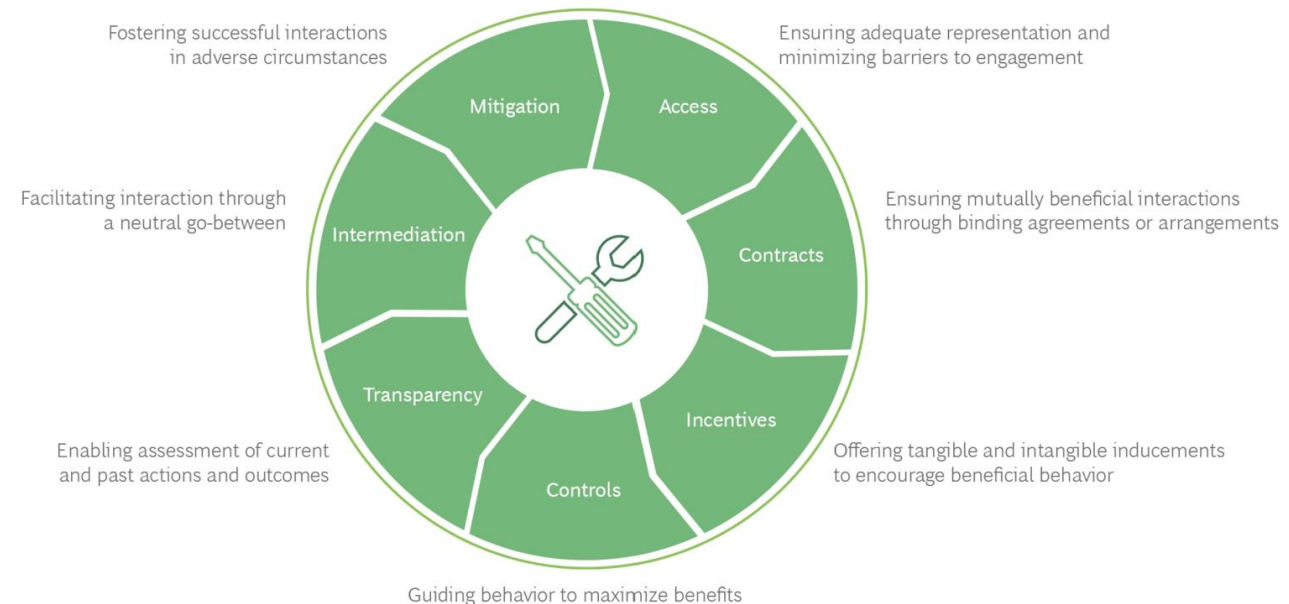 Fostering successful interactions
in adverse circumstances
Ensuring adequate representation and
minimizing barriers to engagement
Mitigation
Access
Facilitating interaction through
a neutral go-between
Ensuring mutually beneficial interactions
through binding agreements or arrangements
Intermediation
Contracts
Transparency
Incentives
Enabling assessment of current
and past actions and outcomes
Offering tangible and intangible inducements
to encourage beneficial behavior
Controls
Guiding behavior to maximize benefits